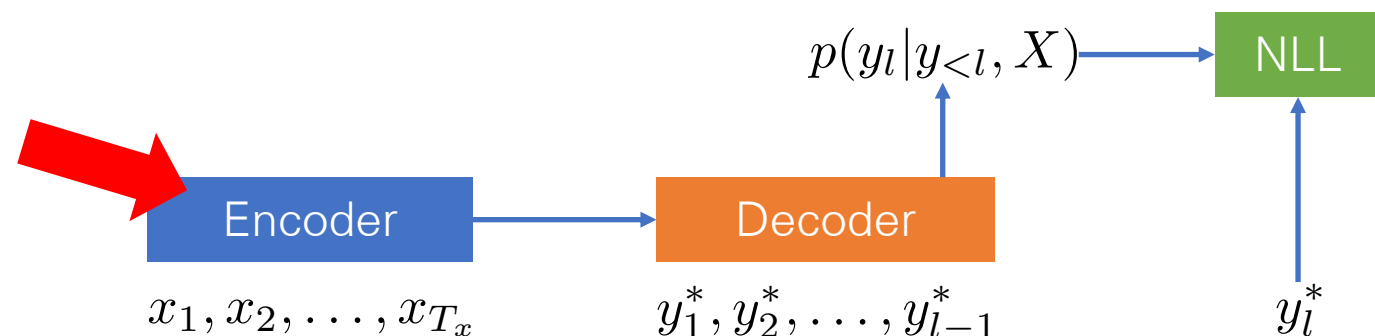 p(y_l|y_{<l}, X)
NLL
Encoder
Decoder
x_1, x_2, . . . , x_{T_x}
y_1^*, y_2^*, . . . , y_{l-1}^*
y_l^*